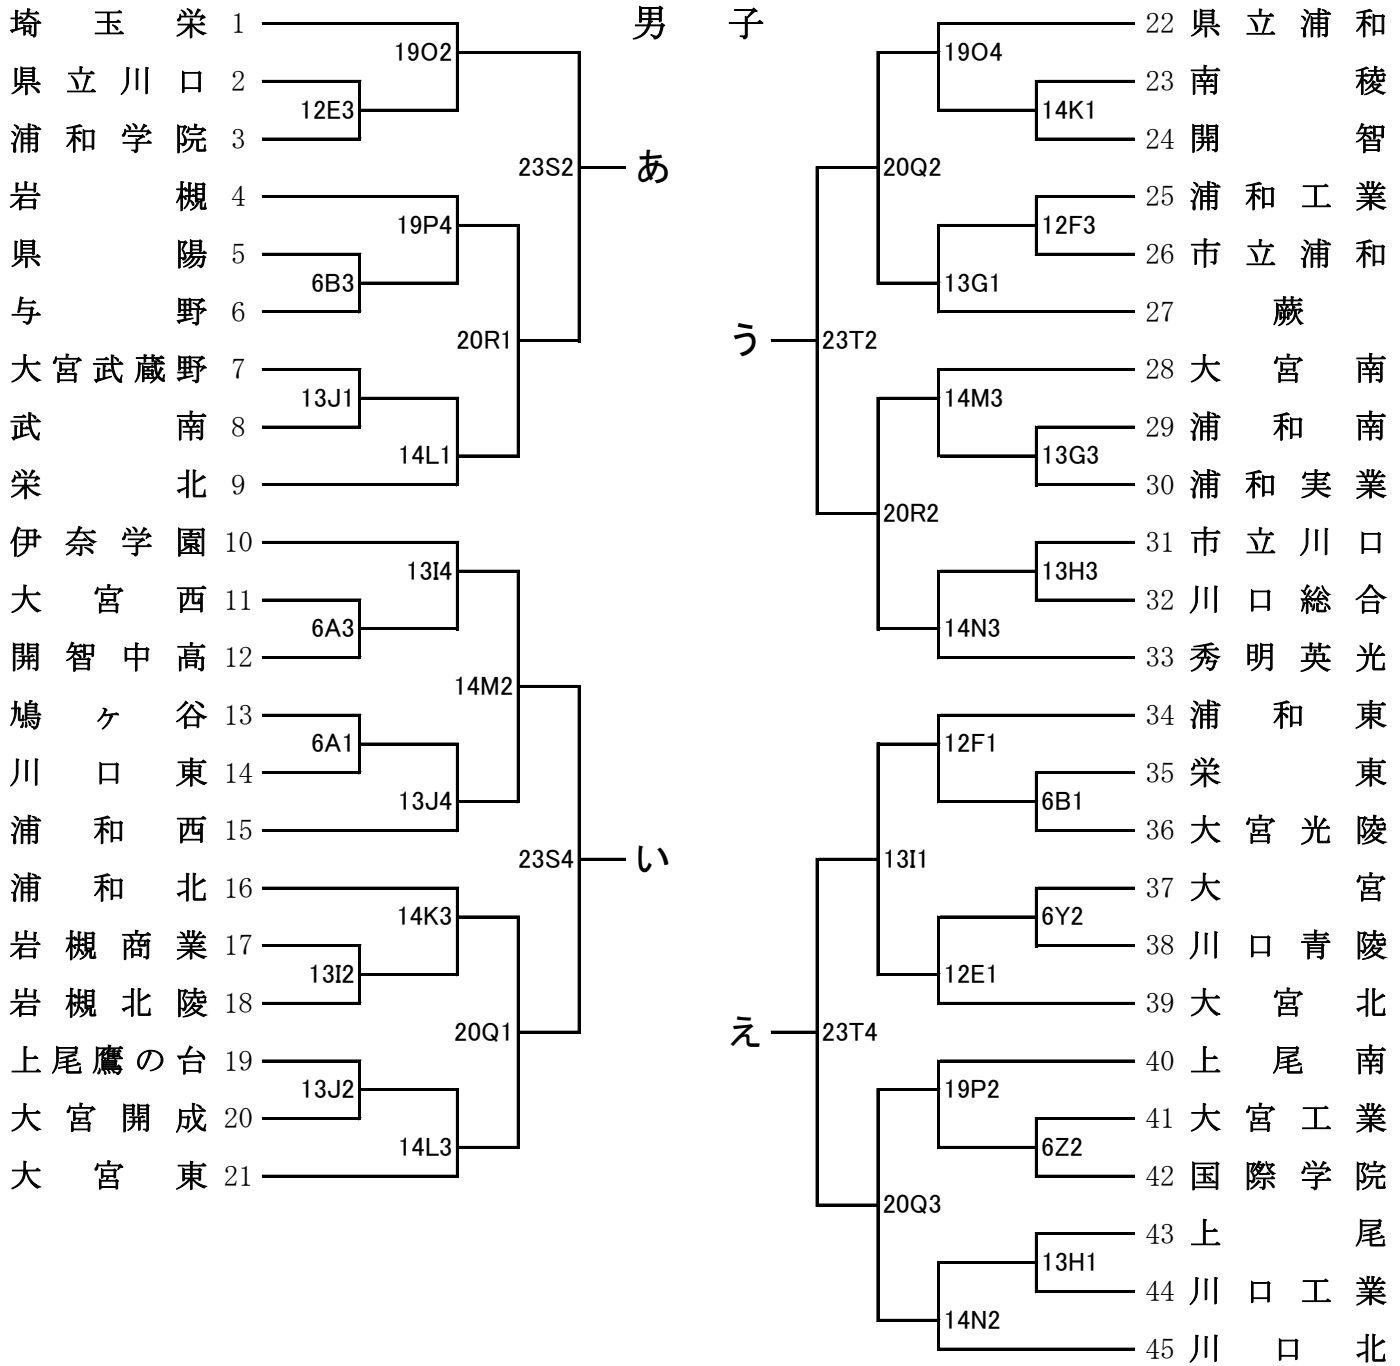 男 子
埼玉栄 1
19O2
県立川口 2
12E3
浦和学院 3
23S2
あ
岩槻 4
19P4
県陽 5
6B3
与野 6
20R1
大宮武蔵野 7
13J1
武南 8
14L1
栄北 9
伊奈学園 10
13I4
大宮西 11
6A3
開智中高 12
14M2
鳩ヶ谷 13
6A1
川口東 14
13J4
浦和西 15
23S4
い
浦和北 16
14K3
岩槻商業 17
13I2
岩槻北陵 18
20Q1
上尾鷹の台 19
13J2
大宮開成 20
14L3
大宮東 21
22 県立浦和
19O4
23 南稜
14K1
24 開智
20Q2
25 浦和工業
12F3
26 市立浦和
13G1
27 蕨
う
23T2
28 大宮南
14M3
29 浦和南
13G3
30 浦和実業
20R2
31 市立川口
13H3
32 川口総合
14N3
33 秀明英光
34 浦和東
12F1
35 栄東
6B1
36 大宮光陵
13I1
37 大宮
6Y2
38 川口青陵
12E1
39 大宮北
え
23T4
40 上尾南
19P2
41 大宮工業
6Z2
42 国際学院
20Q3
43 上尾
13H1
44 川口工業
14N2
45 川口北